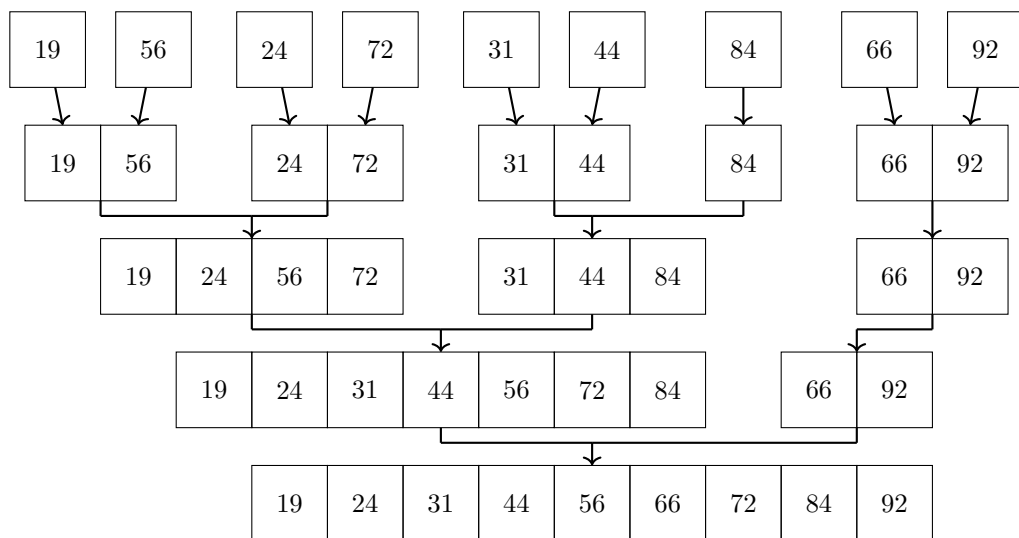 19 56 24 72 31 44 84 66 92
19 56 24 72 31 44 84 66 92
19 24 56 72 31 44 84 66 92
19 24 31 44 56 72 84 66 92
19 24 31 44 56 66 72 84 92